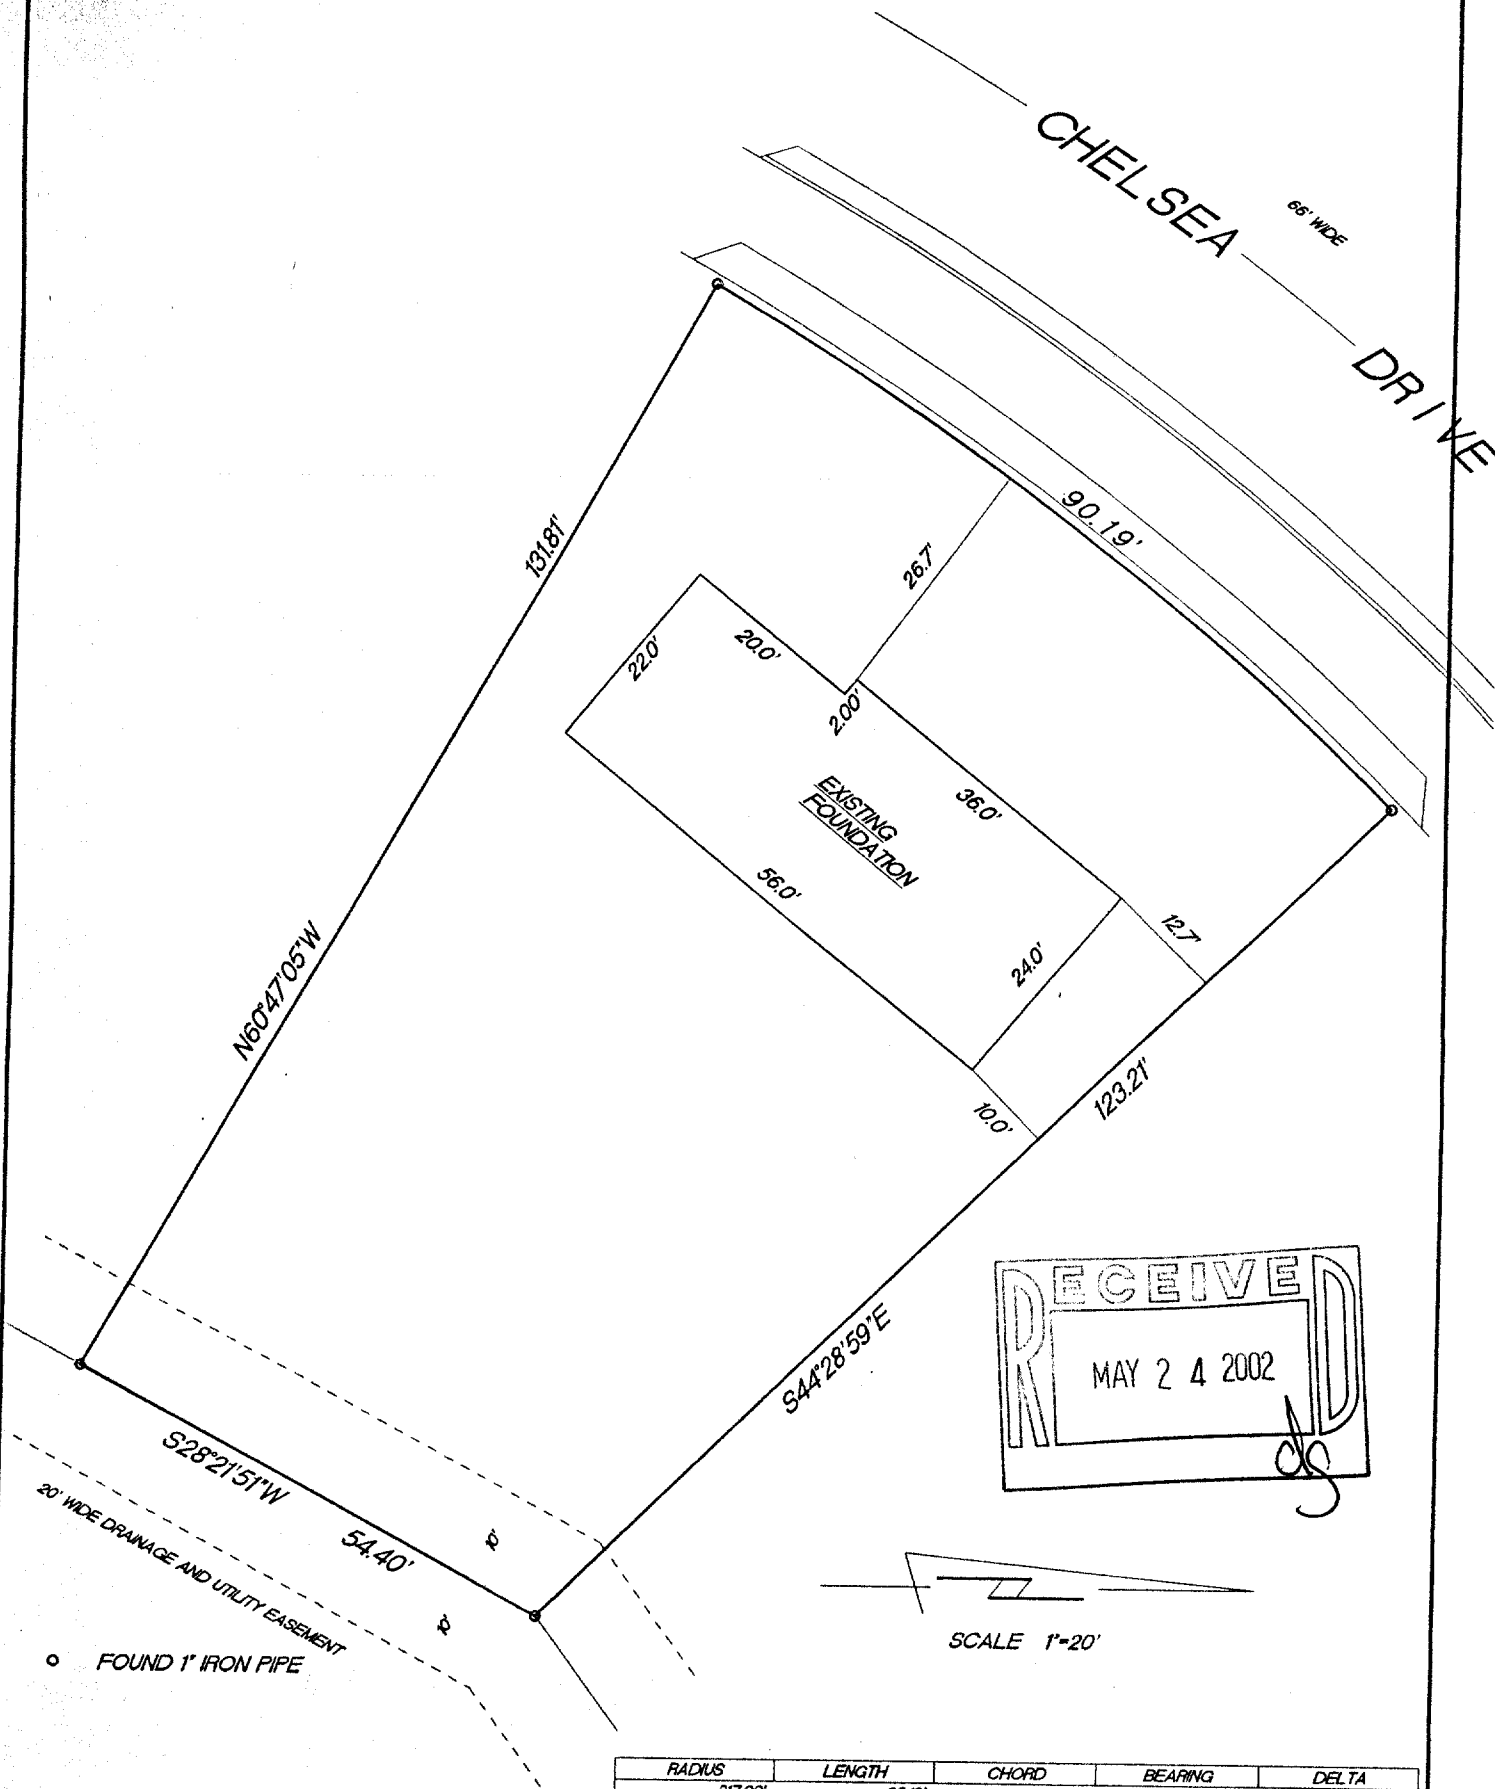 CHELSEA DRIVE
66' WIDE
90.19'
131.81'
26.7'
20.0'
22.0'
2.00'
EXISTING
FOUNDATION
36.0'
56.0'
12.7'
24.0'
N60°47'05"W
10.0'
123.21'
S44°28'59"E
RECEIVED
MAY 24 2002
S28°21'51"W
54.40'
10'
10'
20' WIDE DRAINAGE AND UTILITY EASEMENT
SCALE 1"=20'
FOUND 1" IRON PIPE
RADIUS LENGTH CHORD BEARING DELTA